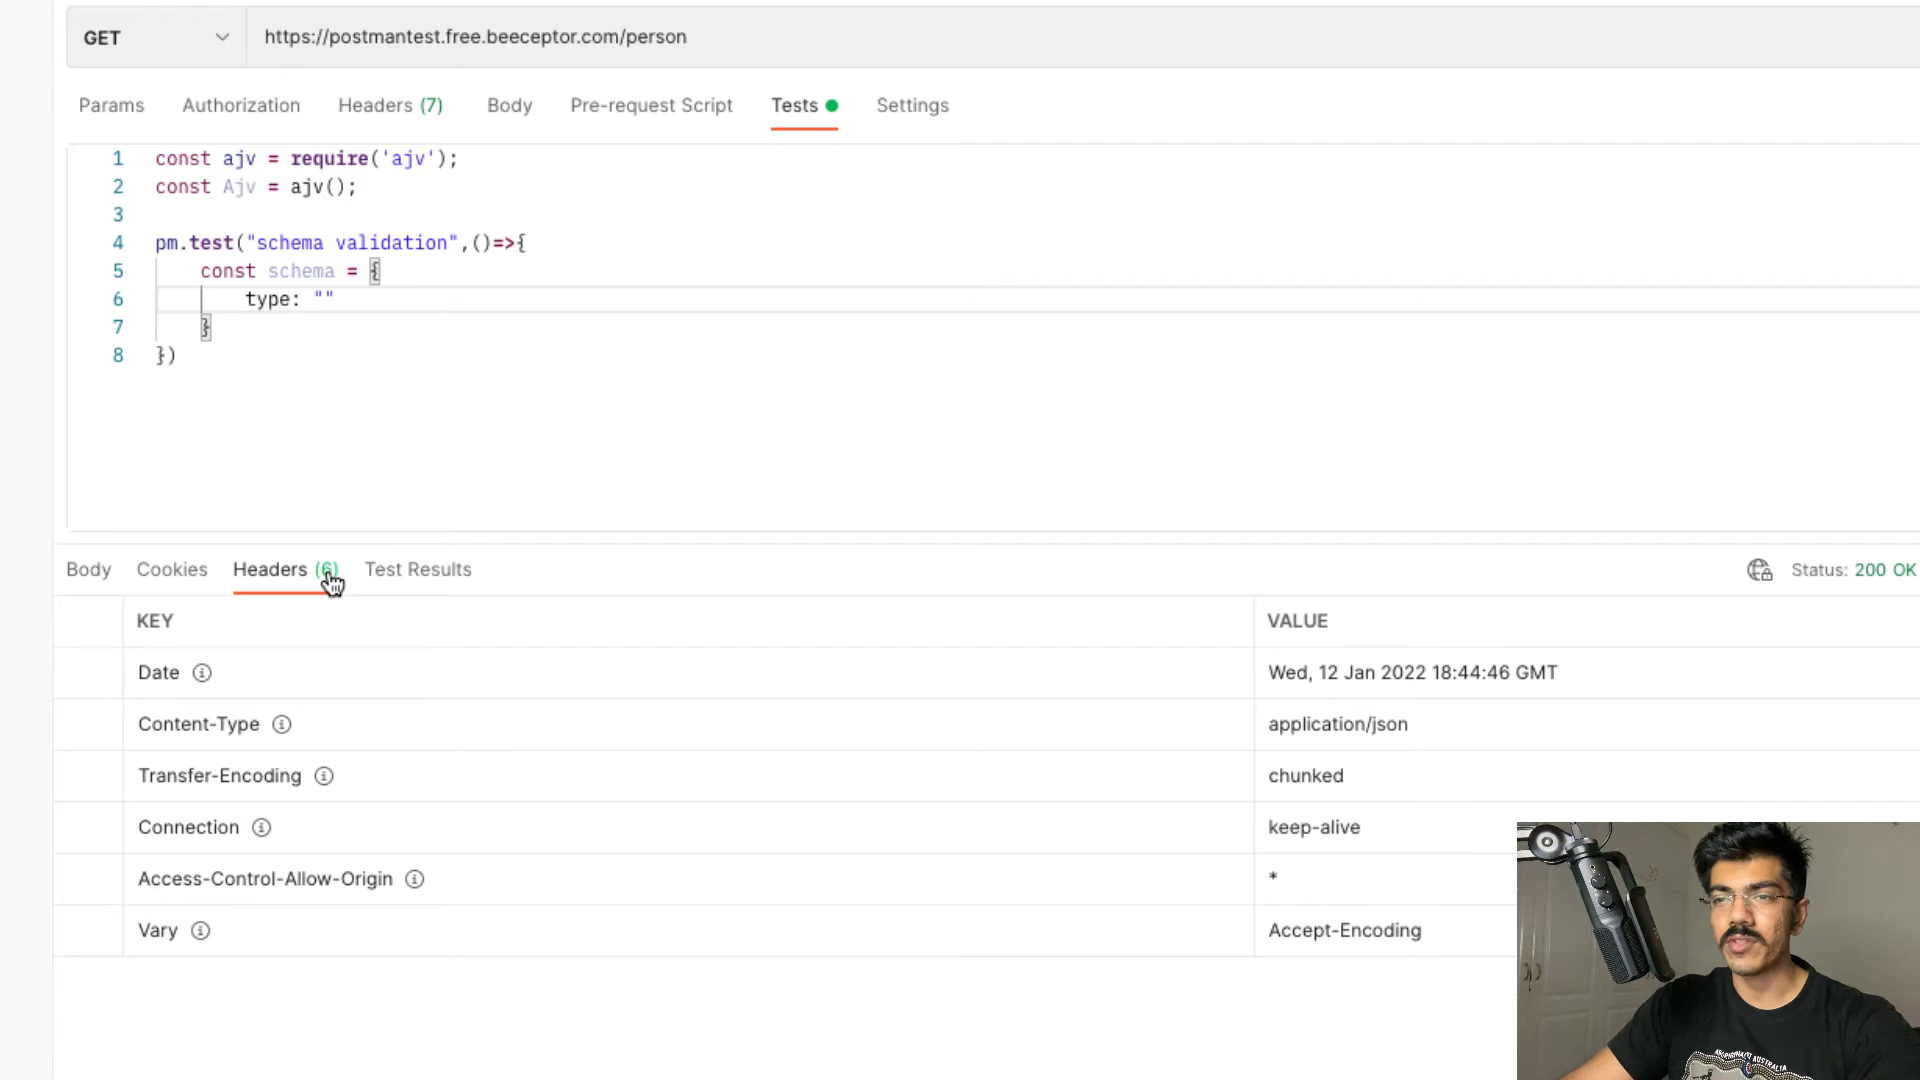 GET https://postmantest.free.beeceptor.com/person
Params Authorization Headers (7) Body Pre-request Script Tests Settings
1 const ajv = require('ajv');
2 const Ajv = ajv();
3
4 pm.test("schema validation",()=>{
5 const schema = {
6 type: ""
7 }
8 })
Body Cookies Headers (6) Test Results Status: 200 OK
KEY VALUE
Date Wed, 12 Jan 2022 18:44:46 GMT
Content-Type application/json
Transfer-Encoding chunked
Connection keep-alive
Access-Control-Allow-Origin *
Vary Accept-Encoding